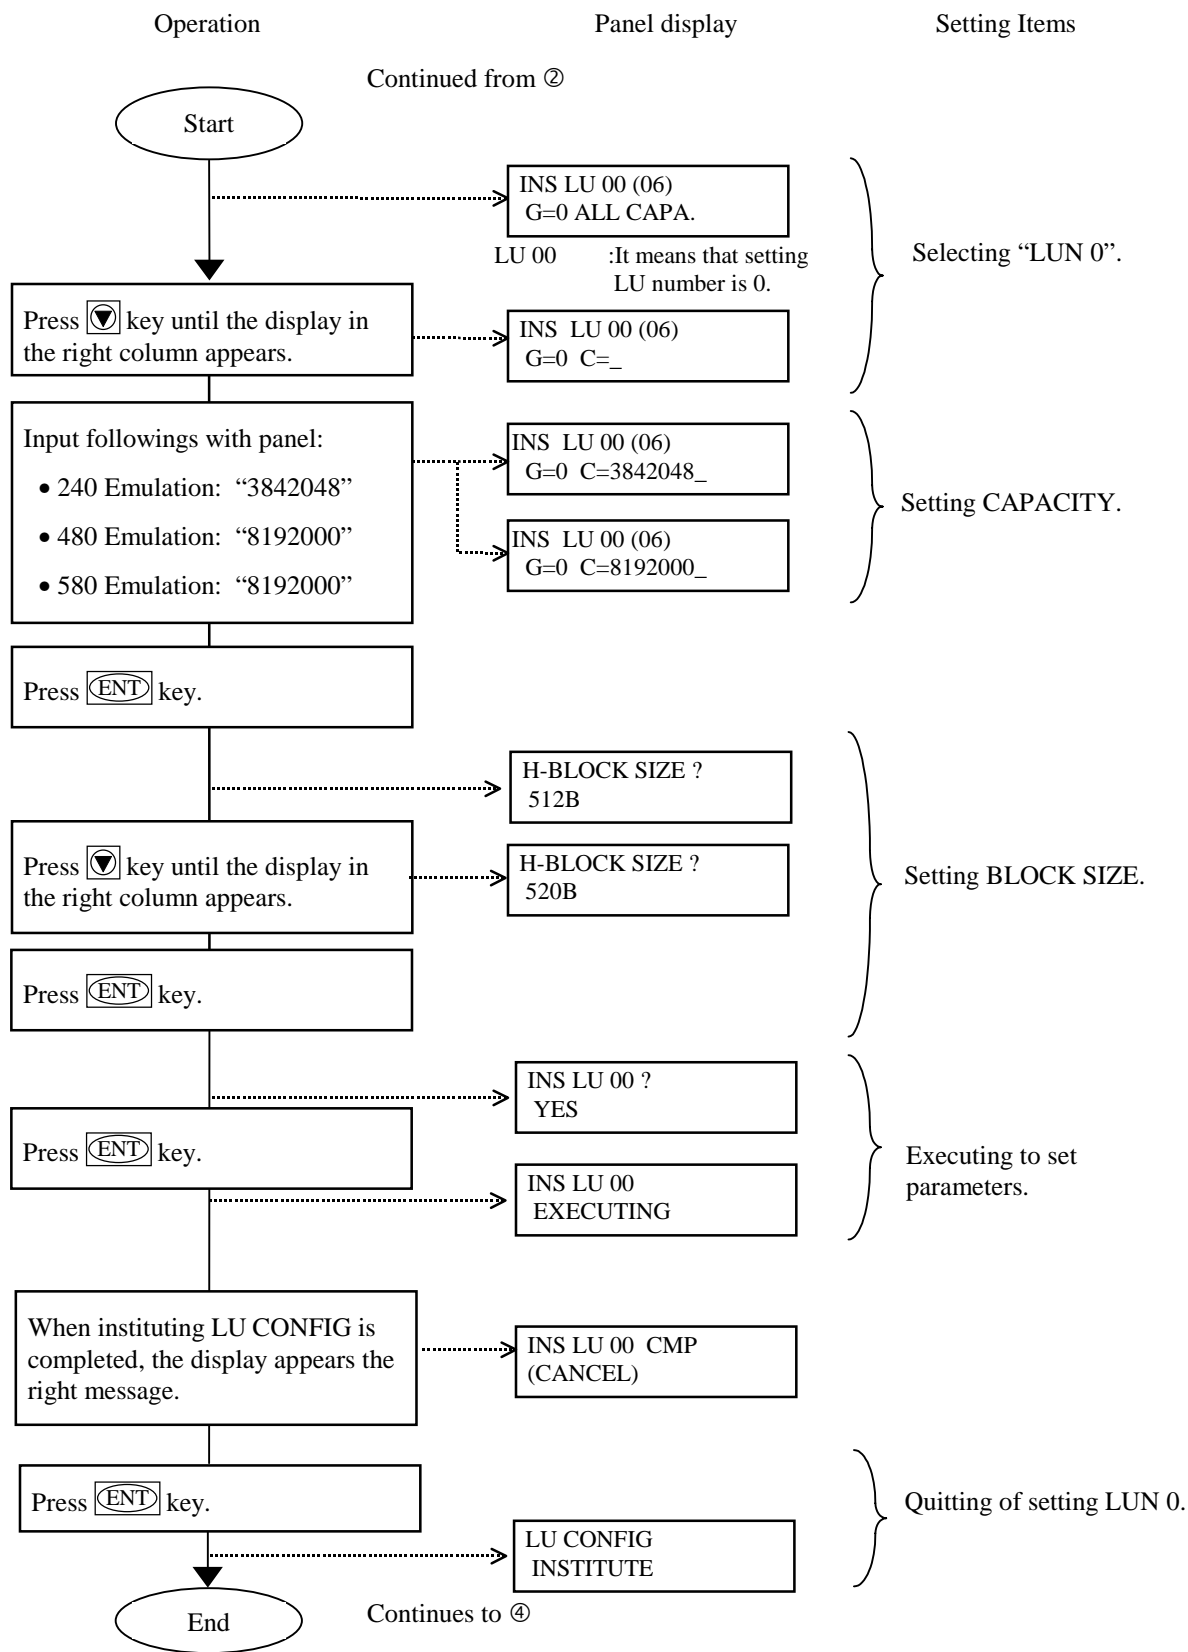 Operation
Panel display
Setting Items
Continued from ②
Start
INS LU 00 (06)
G=0 ALL CAPA.
LU 00 :It means that setting
LU number is 0.
Selecting “LUN 0”.
Press ▼ key until the display in
the right column appears.
INS LU 00 (06)
G=0 C=_
Input followings with panel:
• 240 Emulation: “3842048”
• 480 Emulation: “8192000”
• 580 Emulation: “8192000”
INS LU 00 (06)
G=0 C=3842048_
INS LU 00 (06)
G=0 C=8192000_
Setting CAPACITY.
Press ENT key.
H-BLOCK SIZE ?
512B
Press ▼ key until the display in
the right column appears.
H-BLOCK SIZE ?
520B
Setting BLOCK SIZE.
Press ENT key.
INS LU 00 ?
YES
Press ENT key.
INS LU 00
EXECUTING
Executing to set
parameters.
When instituting LU CONFIG is
completed, the display appears the
right message.
INS LU 00 CMP
(CANCEL)
Press ENT key.
Quitting of setting LUN 0.
LU CONFIG
INSTITUTE
End
Continues to ④